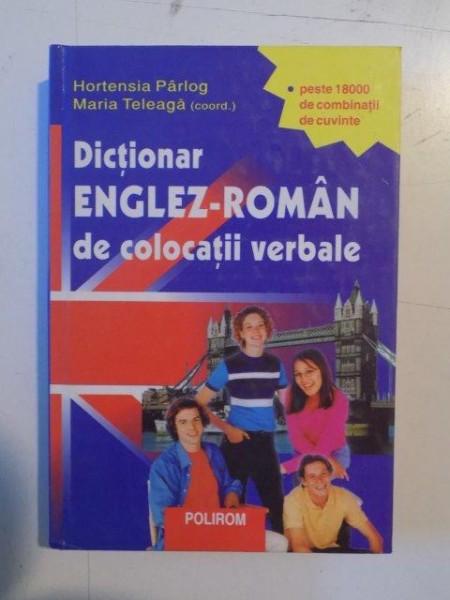 Hortensia Pârlog
Maria Teleagă (coord.)
• peste 18000
de combinații
de cuvinte
Dicționar
ENGLEZ-ROMÂN
de colocații verbale
POLIROM